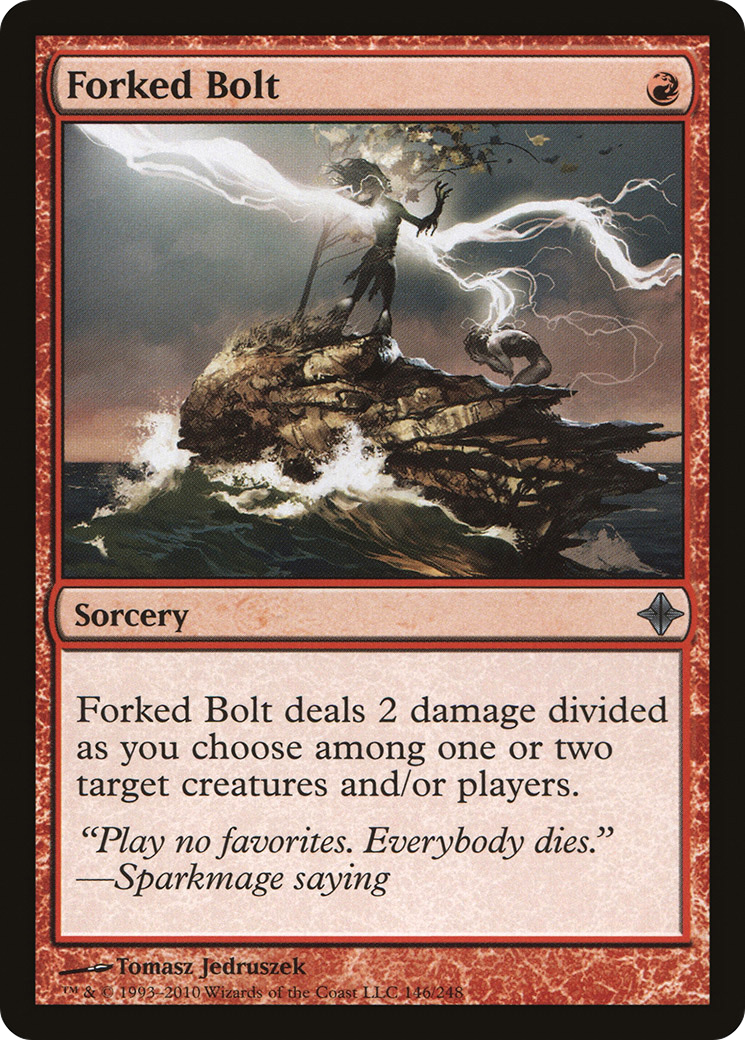 Forked Bolt
Sorcery
Forked Bolt deals 2 damage divided
as you choose among one or two
target creatures and/or players.
“Play no favorites. Everybody dies.”
—Sparkmage saying
Tomasz Jedruszek
™ & © 1993–2010 Wizards of the Coast LLC 146/248